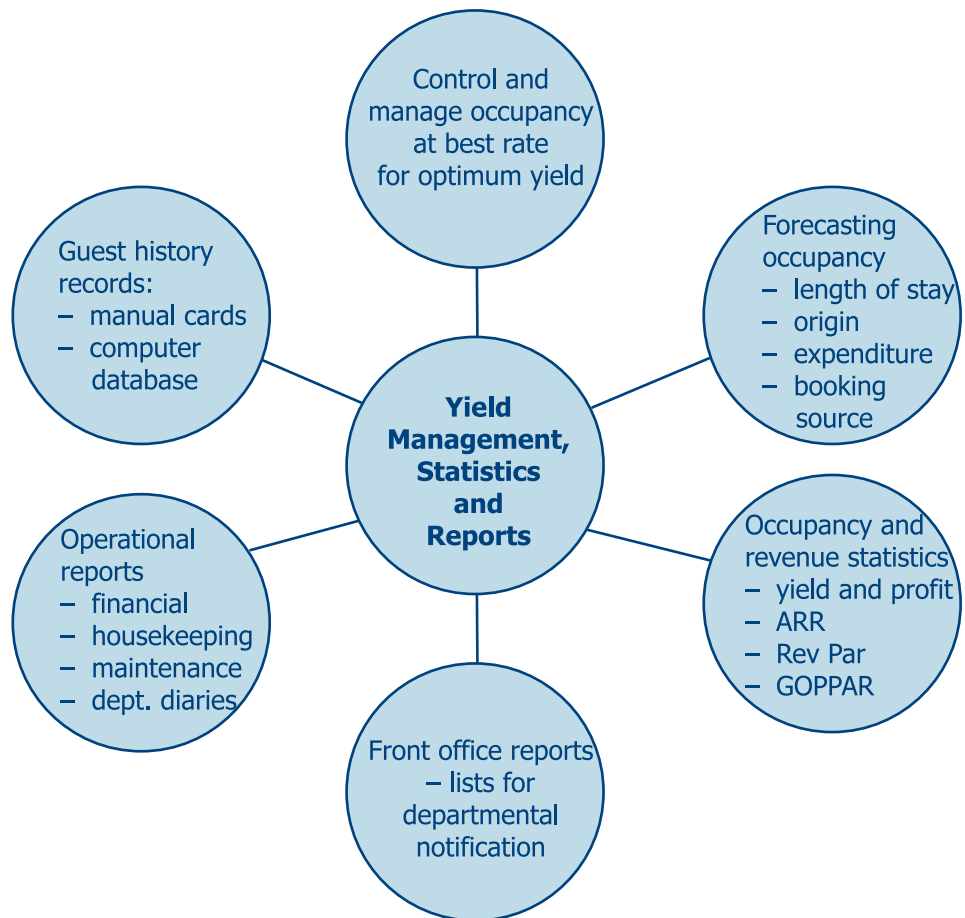 Control and
manage occupancy
at best rate
for optimum yield
Guest history
records:
– manual cards
– computer
database
Forecasting
occupancy
– length of stay
– origin
– expenditure
– booking
source
Yield
Management,
Statistics
and
Reports
Operational
reports
– financial
– housekeeping
– maintenance
– dept. diaries
Occupancy and
revenue statistics
– yield and profit
– ARR
– Rev Par
– GOPPAR
Front office reports
– lists for
departmental
notification